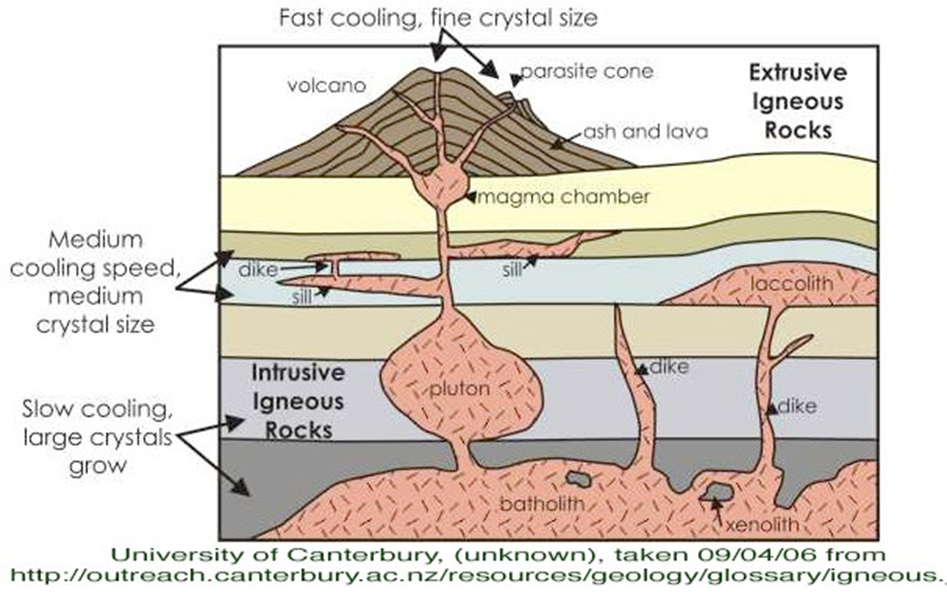 Fast cooling, fine crystal size
volcano
parasite cone
Extrusive
Igneous
Rocks
ash and lava
magma chamber
Medium
cooling speed,
medium
crystal size
dike
sill
sill
laccolith
Intrusive
Igneous
Rocks
pluton
dike
dike
Slow cooling,
large crystals
grow
batholith
xenolith
University of Canterbury, (unknown), taken 09/04/06 from
http://outreach.canterbury.ac.nz/resources/geology/glossary/igneous.